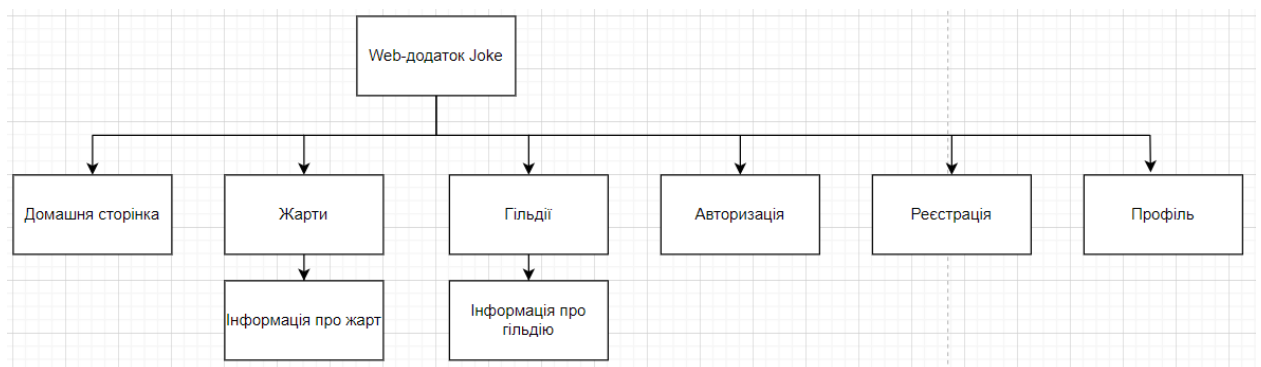 Web-додаток Joke
Домашня сторінка
Жарти
Гільдії
Авторизація
Реєстрація
Профіль
Інформація про жарт
Інформація про
гільдію